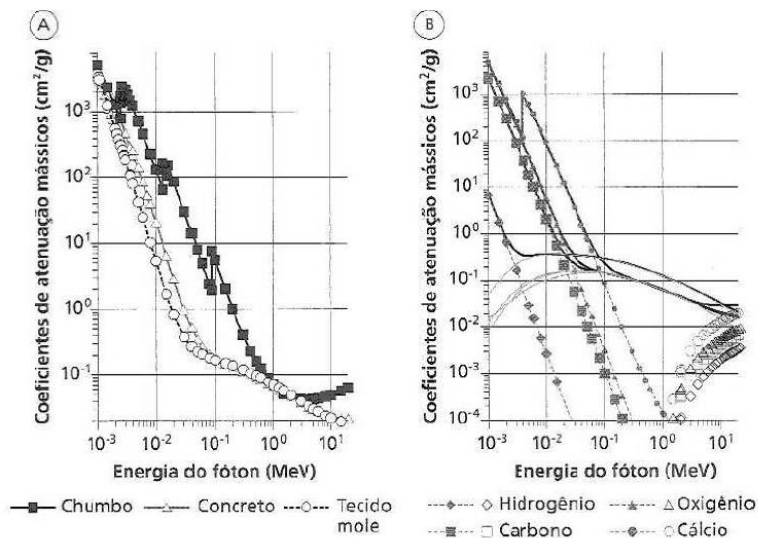 A
Coeficientes de atenuação mássicos (cm²/g)
10³
10²
10¹
10⁰
10⁻¹
10⁻³ 10⁻² 10⁻¹ 10⁰ 10¹
Energia do fóton (MeV)
Chumbo Concreto Tecido
mole
B
Coeficientes de atenuação mássicos (cm²/g)
10³
10²
10¹
10⁰
10⁻¹
10⁻²
10⁻³
10⁻⁴
10⁻³ 10⁻² 10⁻¹ 10⁰ 10¹
Energia do fóton (MeV)
Hidrogênio Oxigênio
Carbono Cálcio